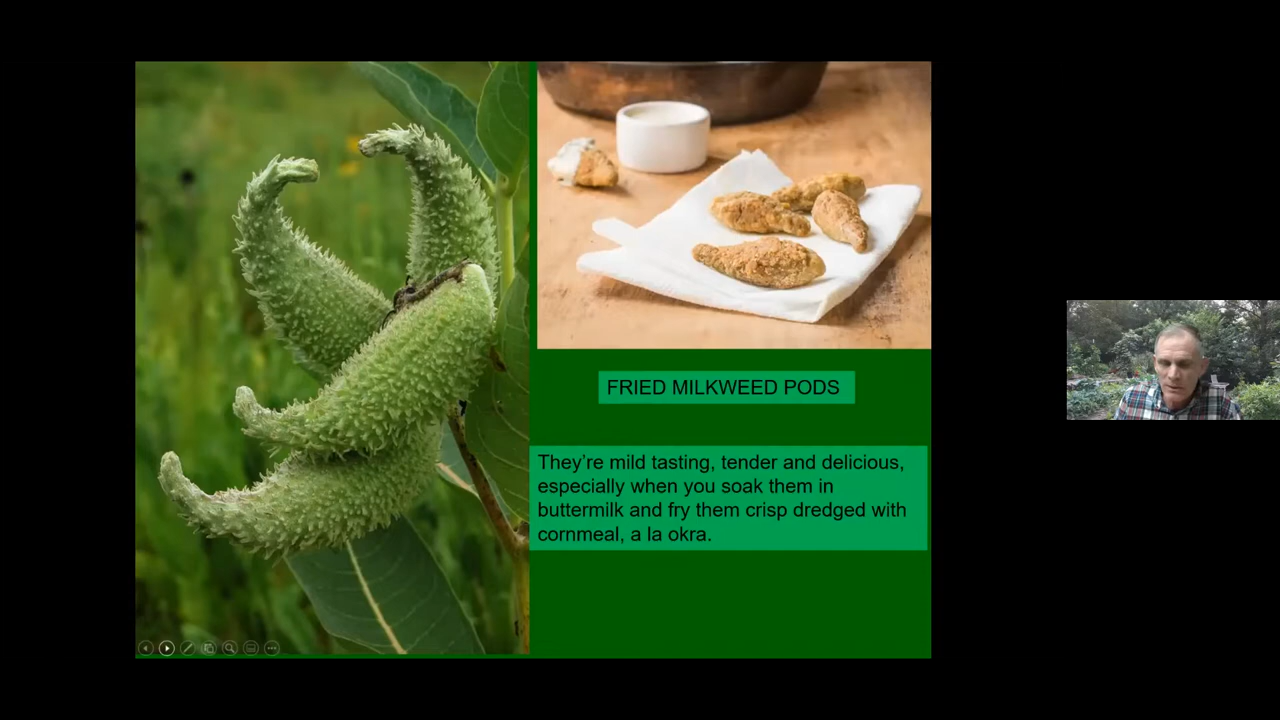 FRIED MILKWEED PODS
They’re mild tasting, tender and delicious,
especially when you soak them in
buttermilk and fry them crisp dredged with
cornmeal, a la okra.